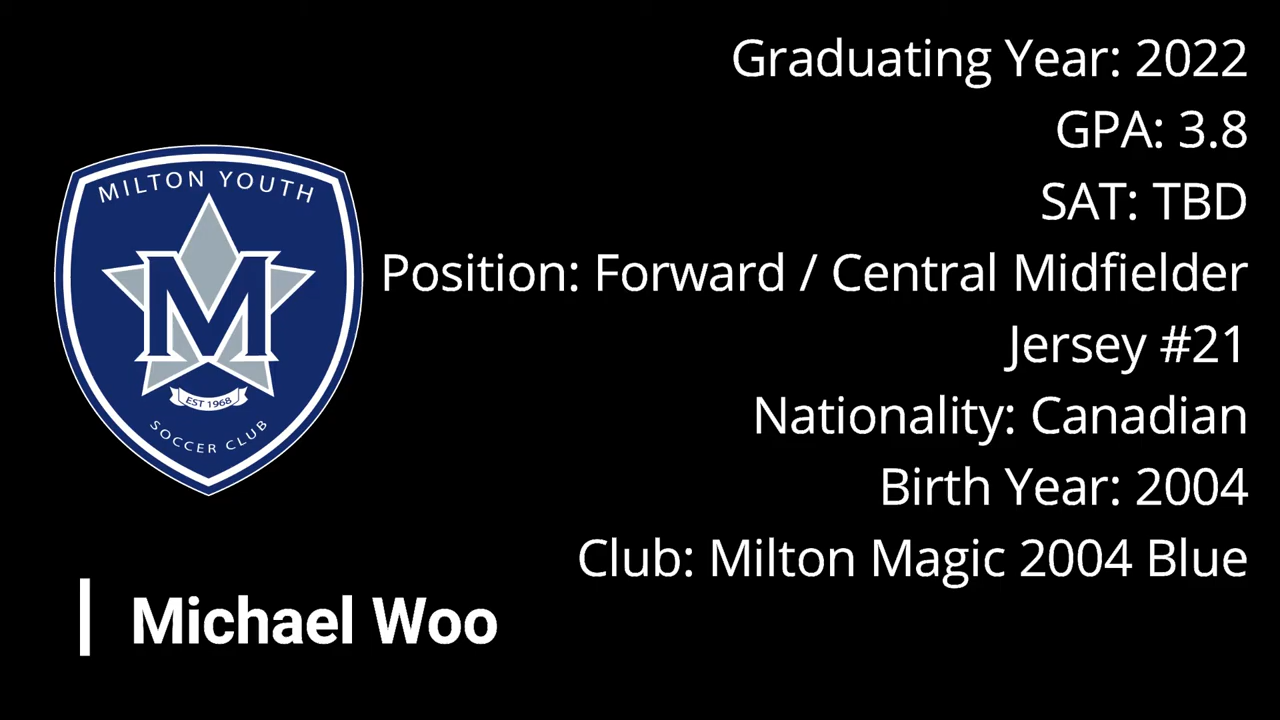 MILTON YOUTH
M
EST 1968
SOCCER CLUB
Graduating Year: 2022
GPA: 3.8
SAT: TBD
Position: Forward / Central Midfielder
Jersey #21
Nationality: Canadian
Birth Year: 2004
Club: Milton Magic 2004 Blue
Michael Woo